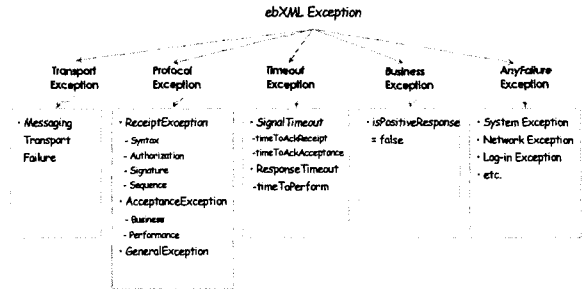 ebXML Exception
Transport
Exception
Protocol
Exception
Timeout
Exception
Business
Exception
AnyFailure
Exception
· Messaging
Transport
Failure
· ReceiptException
- Syntax
- Authorization
- Signature
- Sequence
· AcceptanceException
- Business
- Performance
· GeneralException
· SignalTimeout
-timeToAckReceipt
-timeToAckAcceptance
· ResponseTimeout
-timeToPerform
· isPositiveResponse
= false
· System Exception
· Network Exception
· Log-in Exception
· etc.